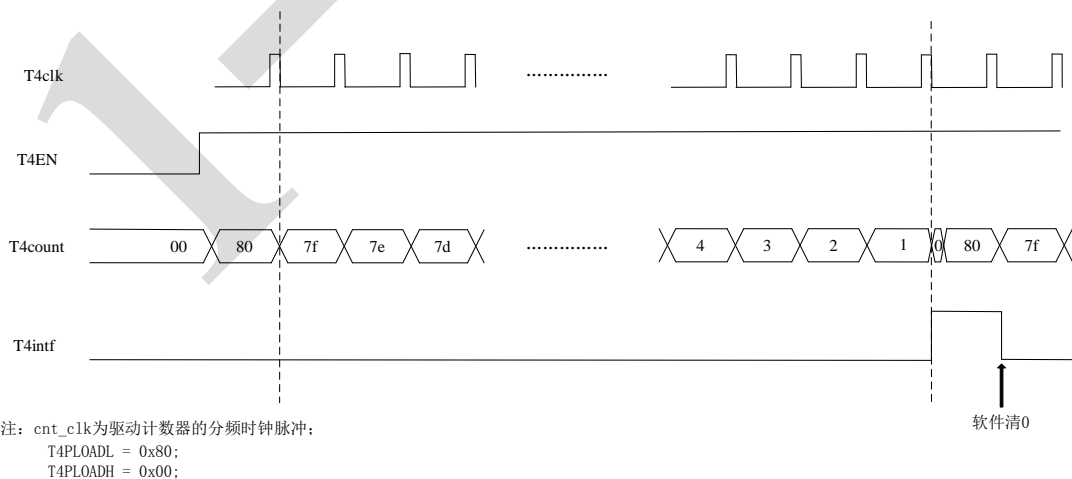 T4clk
……………
T4EN
T4count 00 80 7f 7e 7d …………… 4 3 2 1 0 80 7f
T4intf
软件清0
注：cnt_clk为驱动计数器的分频时钟脉冲；
T4PLOADL = 0x80;
T4PLOADH = 0x00;